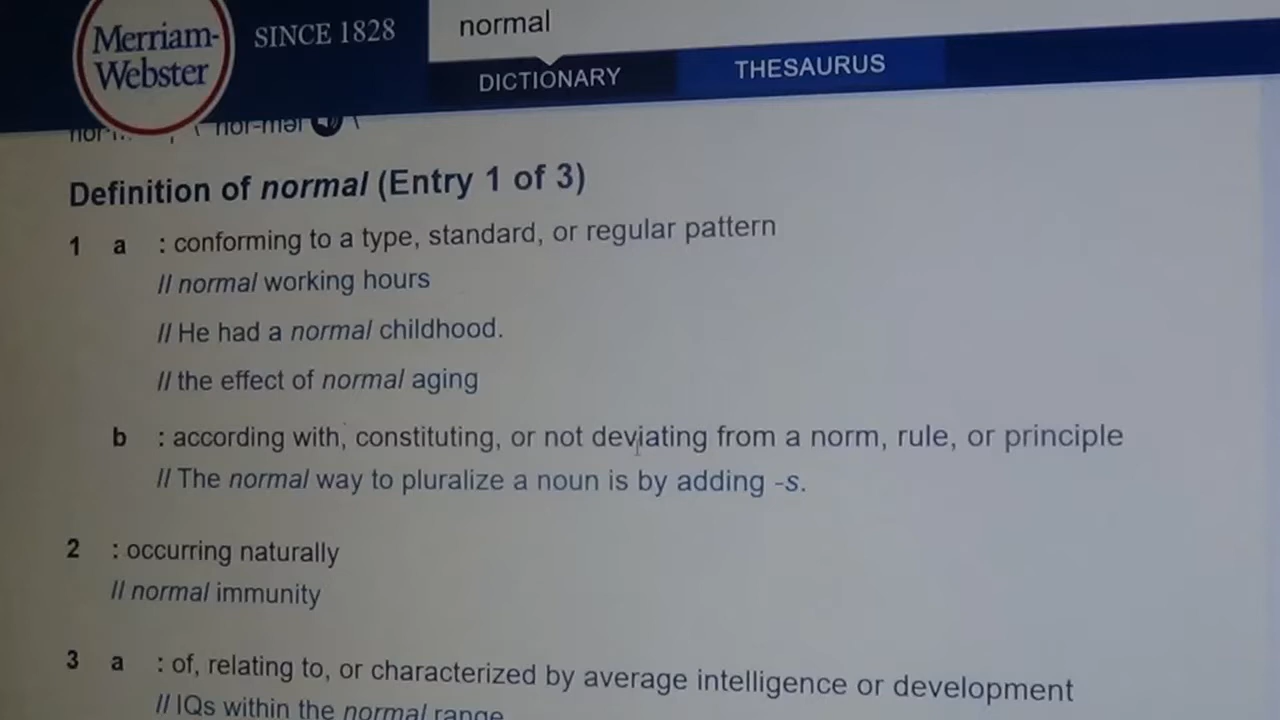 Merriam-
Webster
SINCE 1828
normal
DICTIONARY
THESAURUS
Definition of normal (Entry 1 of 3)
1 a : conforming to a type, standard, or regular pattern
// normal working hours
// He had a normal childhood.
// the effect of normal aging
b : according with, constituting, or not deviating from a norm, rule, or principle
// The normal way to pluralize a noun is by adding -s.
2 : occurring naturally
// normal immunity
3 a : of, relating to, or characterized by average intelligence or development
// IQs within the normal range